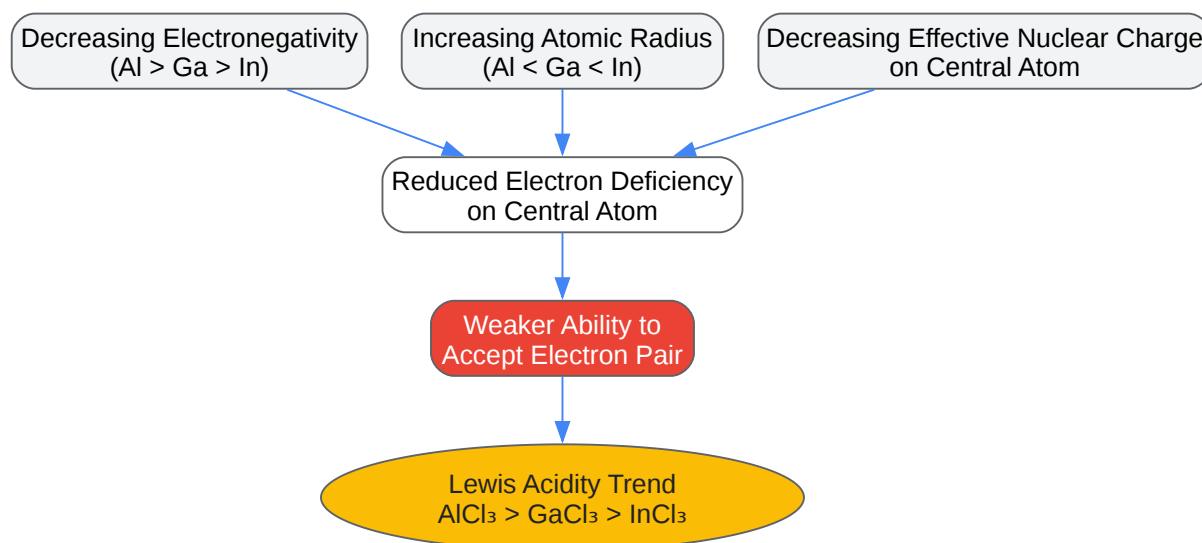 Decreasing Electronegativity
(Al > Ga > In)
Increasing Atomic Radius
(Al < Ga < In)
Decreasing Effective Nuclear Charge
on Central Atom
Reduced Electron Deficiency
on Central Atom
Weaker Ability to
Accept Electron Pair
Lewis Acidity Trend
AlCl₃ > GaCl₃ > InCl₃